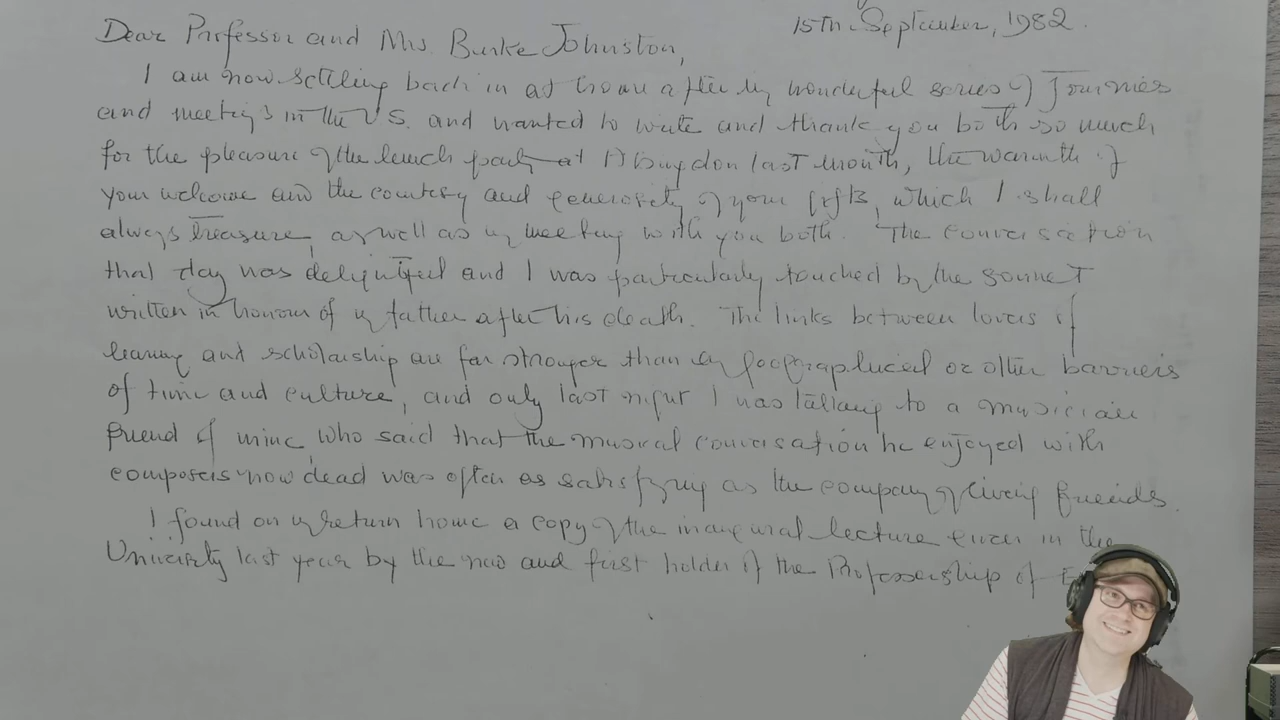 15th September, 1982.
Dear Professor and Mrs. Burke Johnston,
I am now settling back in at home after my wonderful series of journies
and meetings in the U.S. and wanted to write and thank you both so much
for the pleasure of the lunch party at Abingdon last month, the warmth of
your welcome and the courtesy and generosity of your gifts, which I shall
always treasure, as well as my meeting with you both. The conversation
that day was delightful and I was particularly touched by the sonnet
written in honour of my father after his death. The links between lovers of
learning and scholarship are far stronger than any geographical or other barriers
of time and culture, and only last night I was talking to a musician
friend of mine who said that the musical conversation he enjoyed with
composers now dead was often as satisfying as the company of living friends.
I found on my return home a copy of the inaugural lecture given in the
University last year by the new and first holder of the Professorship of